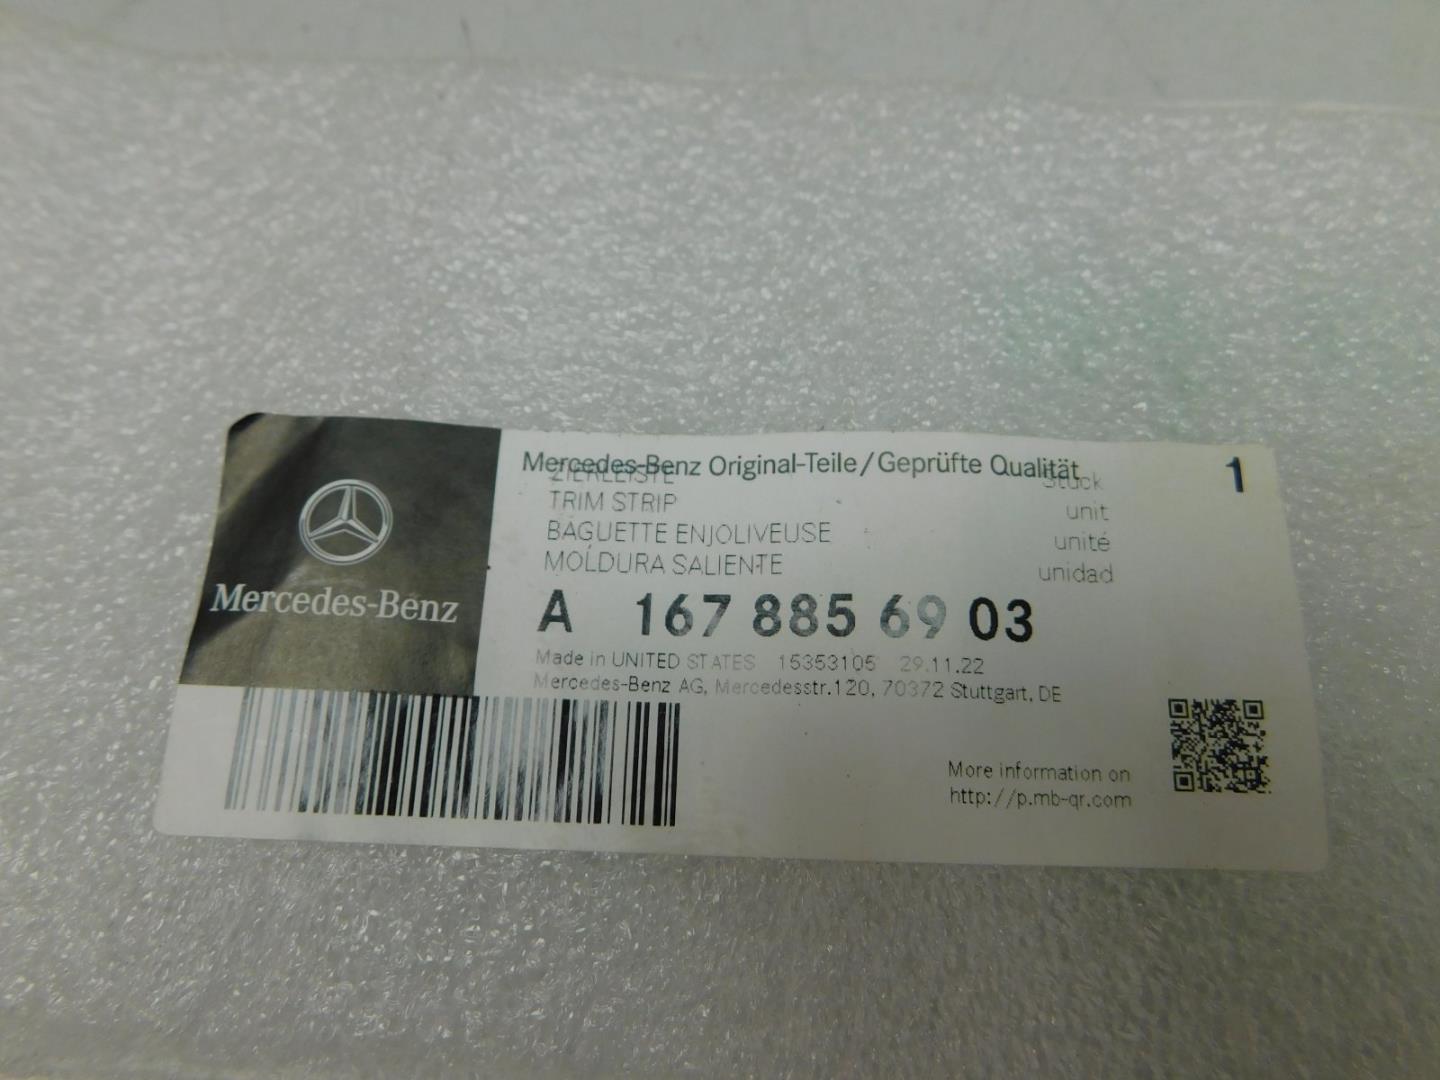 Mercedes-Benz
Mercedes-Benz Original-Teile/Geprüfte Qualität 1
ZIERLEISTE Stück
TRIM STRIP unit
BAGUETTE ENJOLIVEUSE unité
MOLDURA SALIENTE unidad
A 167 885 69 03
Made in UNITED STATES 15353105 29.11.22
Mercedes-Benz AG, Mercedesstr.120, 70372 Stuttgart, DE
More information on
http://p.mb-qr.com